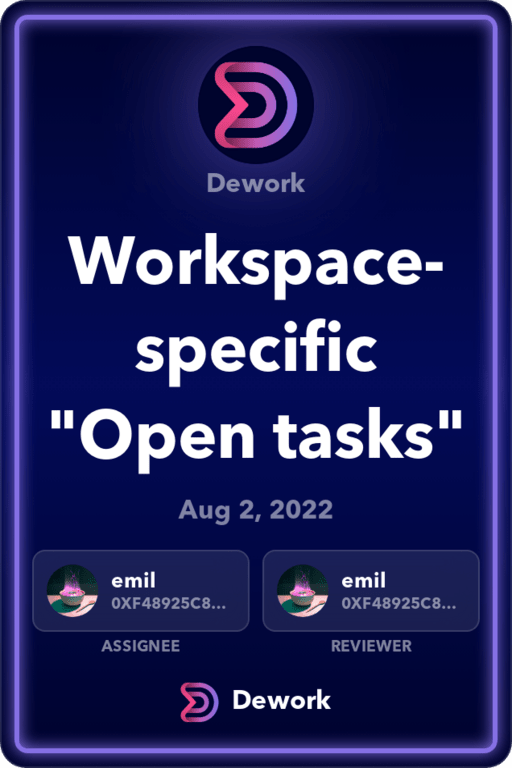 Dework
Workspace-
specific
"Open tasks"
Aug 2, 2022
emil
0XF48925C8...
ASSIGNEE
emil
0XF48925C8...
REVIEWER
Dework